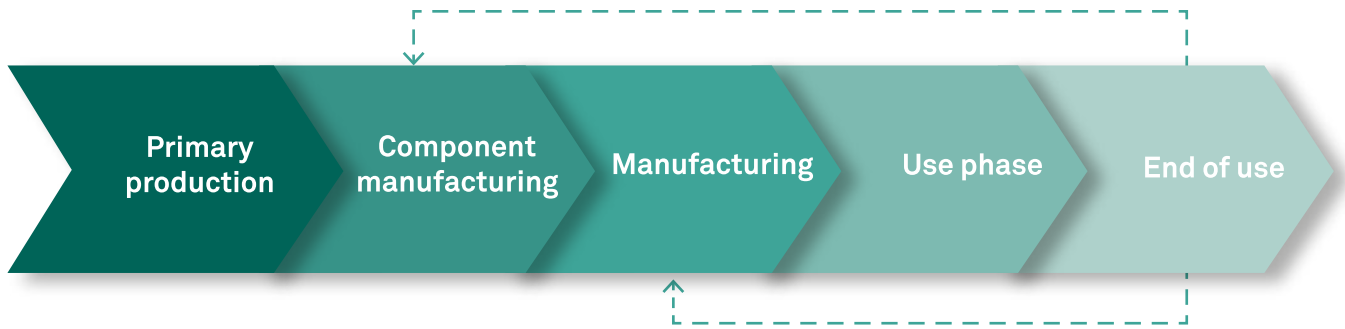 Primary
production
Component
manufacturing
Manufacturing
Use phase
End of use